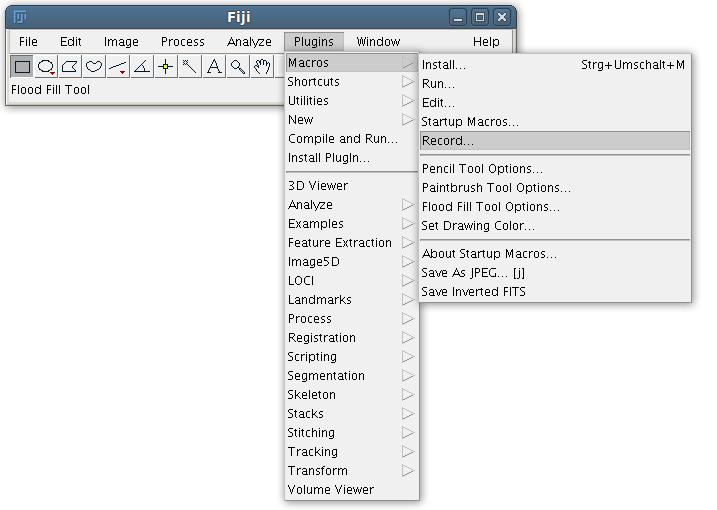 Fiji
File Edit Image Process Analyze Plugins Window Help
Flood Fill Tool
Macros
Shortcuts
Utilities
New
Compile and Run...
Install PlugIn...
3D Viewer
Analyze
Examples
Feature Extraction
Image5D
LOCI
Landmarks
Process
Registration
Scripting
Segmentation
Skeleton
Stacks
Stitching
Tracking
Transform
Volume Viewer
Install... Strg+Umschalt+M
Run...
Edit...
Startup Macros...
Record...
Pencil Tool Options...
Paintbrush Tool Options...
Flood Fill Tool Options...
Set Drawing Color...
About Startup Macros...
Save As JPEG... [j]
Save Inverted FITS